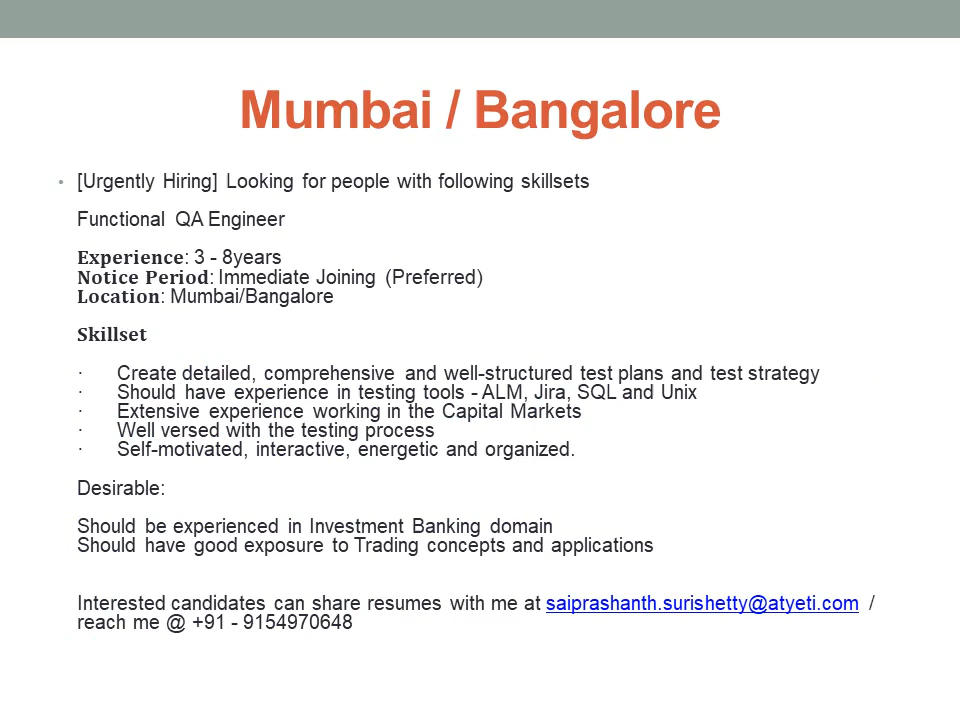 Mumbai / Bangalore
• [Urgently Hiring] Looking for people with following skillsets
Functional QA Engineer
Experience: 3 - 8years
Notice Period: Immediate Joining (Preferred)
Location: Mumbai/Bangalore
Skillset
· Create detailed, comprehensive and well-structured test plans and test strategy
· Should have experience in testing tools - ALM, Jira, SQL and Unix
· Extensive experience working in the Capital Markets
· Well versed with the testing process
· Self-motivated, interactive, energetic and organized.
Desirable:
Should be experienced in Investment Banking domain
Should have good exposure to Trading concepts and applications
Interested candidates can share resumes with me at saiprashanth.surishetty@atyeti.com /
reach me @ +91 - 9154970648